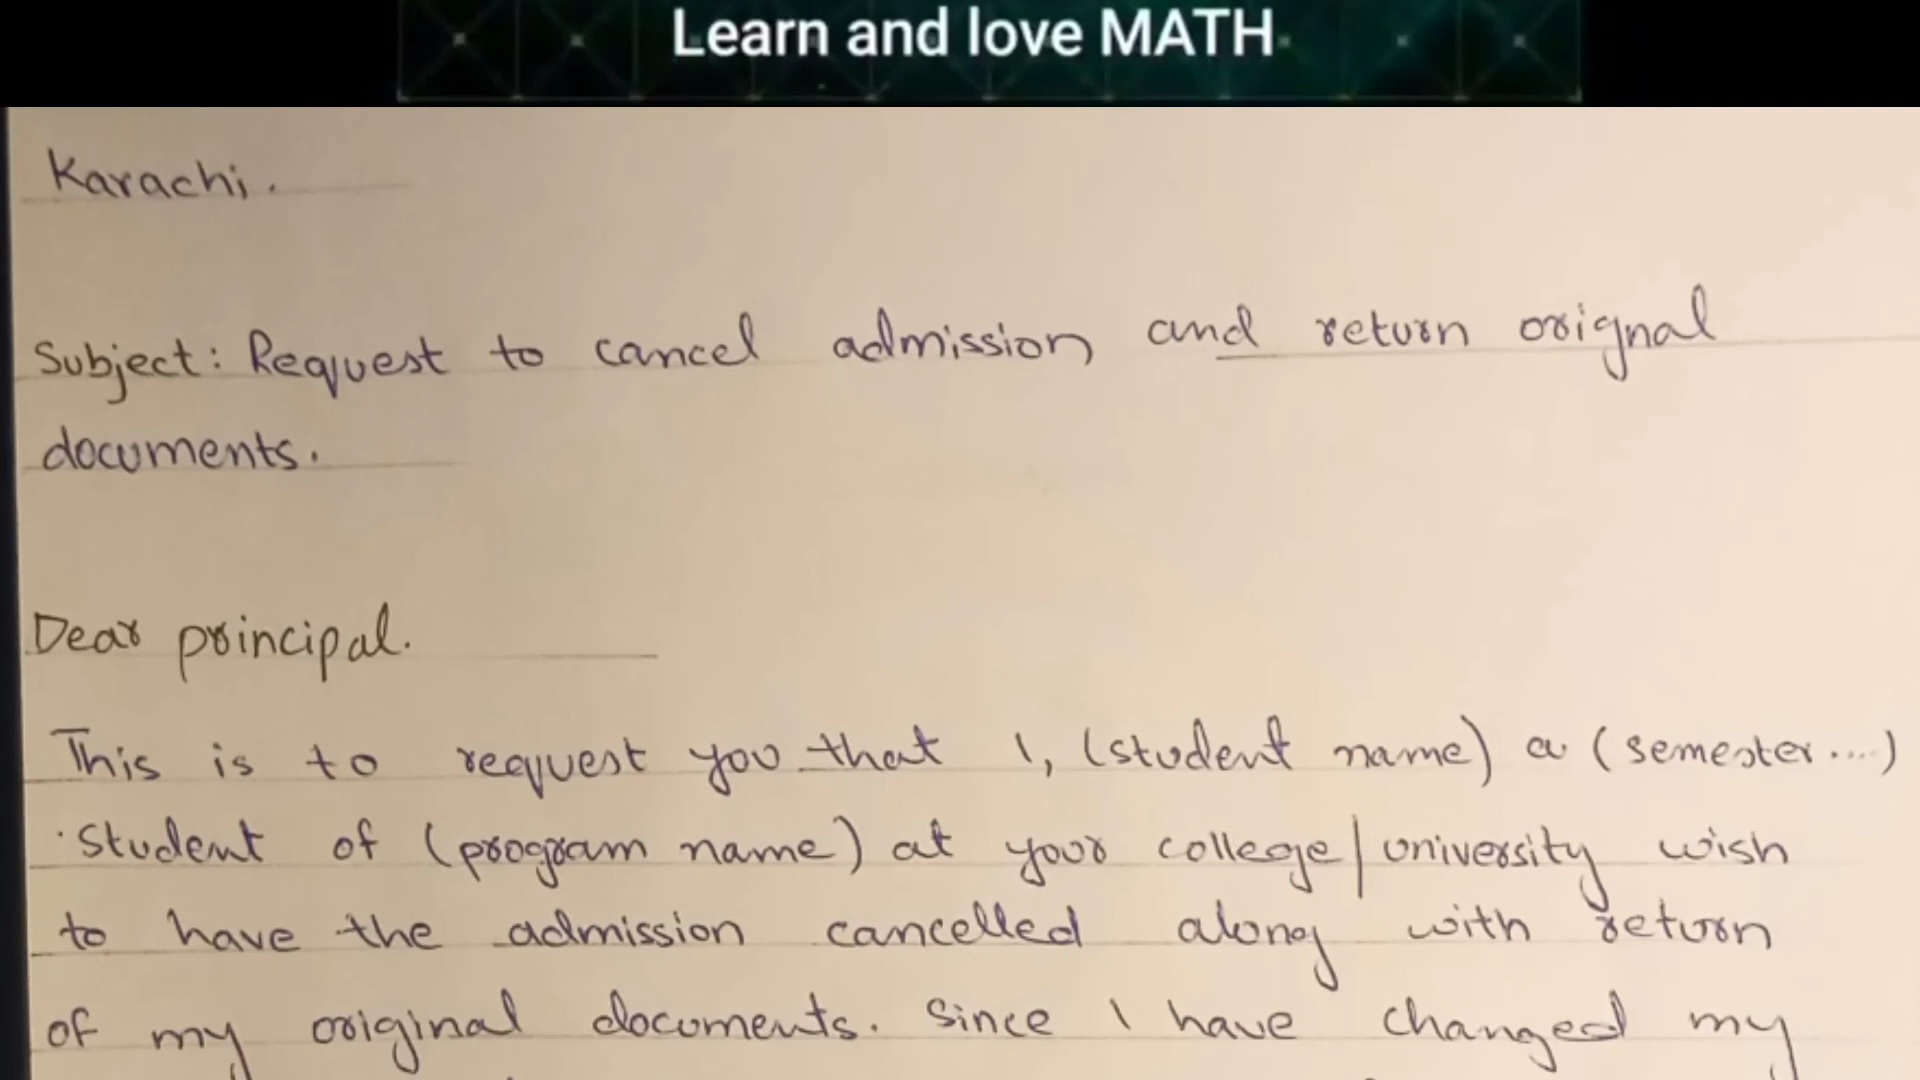 Learn and love MATH
Karachi.
Subject: Request to cancel admission and return orignal
documents.
Dear principal.
This is to request you that I, (student name) a (semester....)
Student of (program name) at your college/university wish
to have the admission cancelled along with return
of my original documents. Since I have changed my